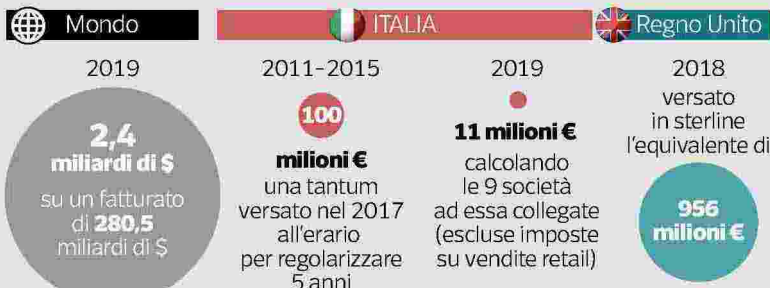 Mondo
2019
2,4
miliardi di $
su un fatturato
di 280,5
miliardi di $
ITALIA
2011-2015
100
milioni €
una tantum
versato nel 2017
all'erario
per regolarizzare
5 anni
2019
11 milioni €
calcolando
le 9 società
ad essa collegate
(escluse imposte
su vendite retail)
Regno Unito
2018
versato
in sterline
l'equivalente di
956
milioni €